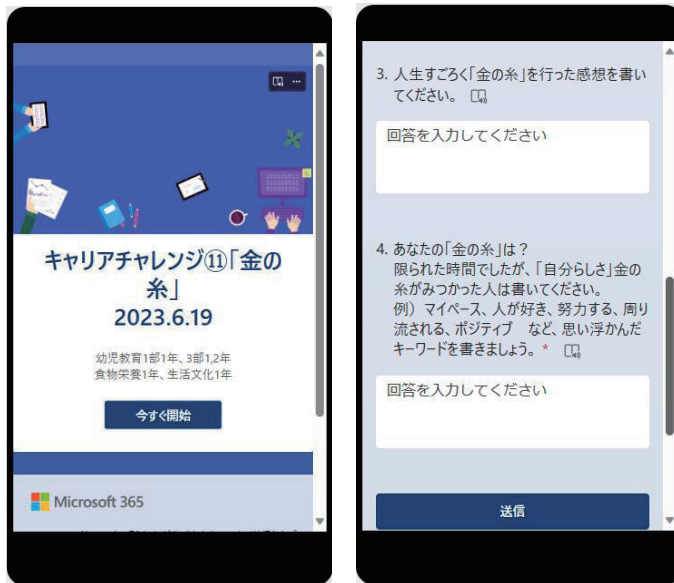 キャリアチャレンジ⑪「金の
糸」
2023.6.19
幼児教育1部1年、3部1,2年
食物栄養1年、生活文化1年
今すぐ開始
Microsoft 365
3. 人生すごろく「金の糸」を行った感想を書い
てください。
回答を入力してください
4. あなたの「金の糸」は？
限られた時間でしたが、「自分らしさ」金の
糸がみつかった人は書いてください。
例） マイペース、人が好き、努力する、周り
流される、ポジティブ　など、思い浮かんだ
キーワードを書きましょう。 *
回答を入力してください
送信